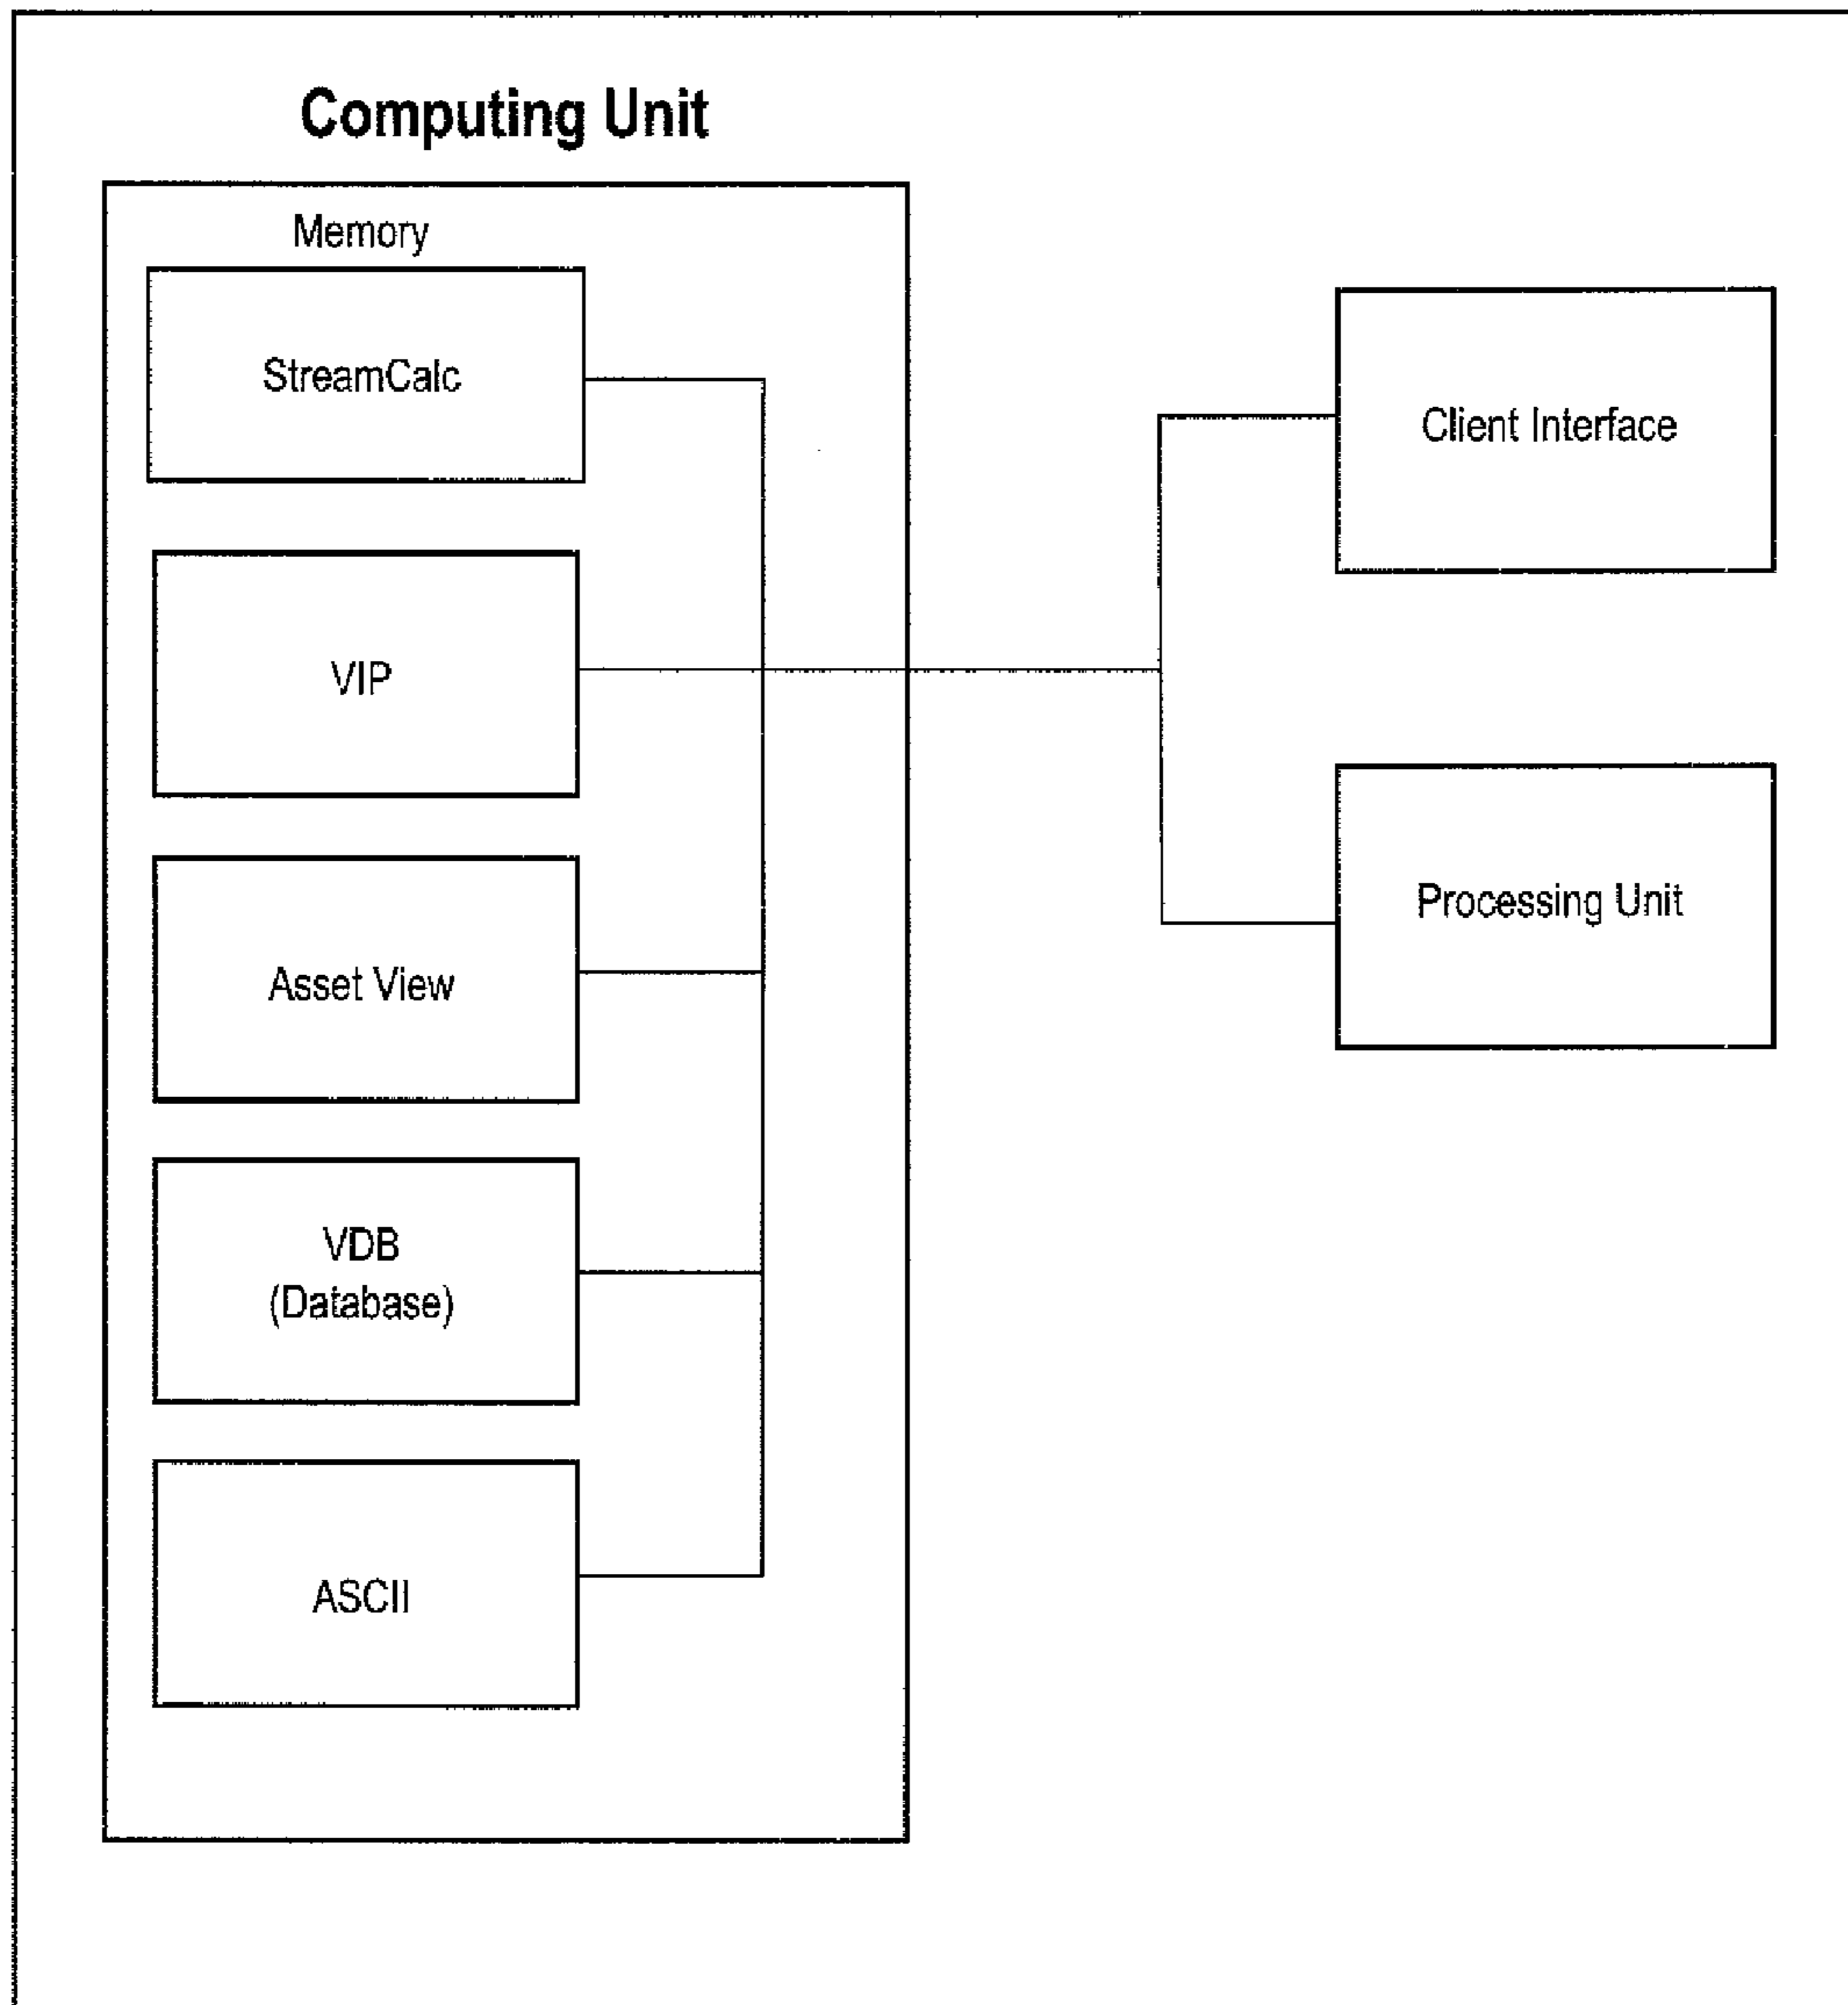 Computing Unit
Memory
StreamCalc
VIP
Asset View
VDB
(Database)
ASCII
Client Interface
Processing Unit